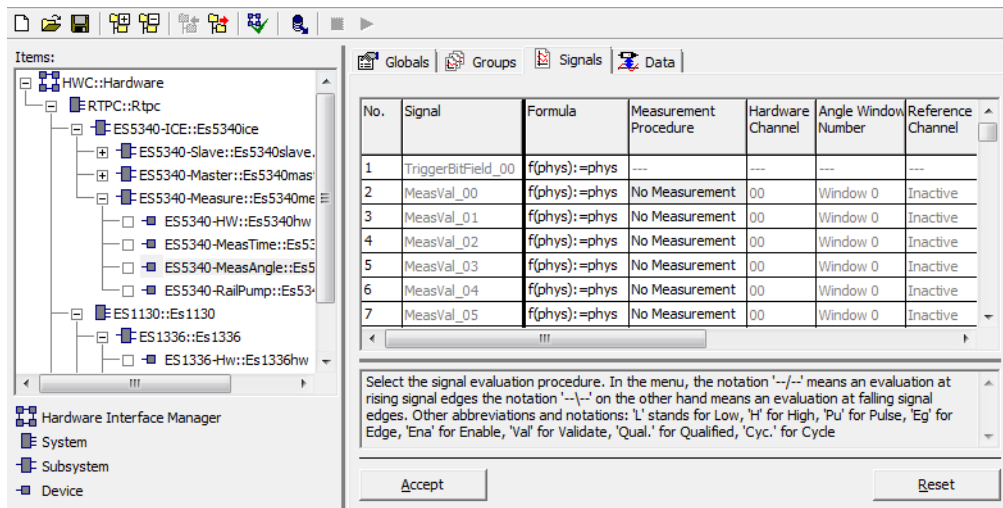 Items:
HWC::Hardware
RTPC::Rtpc
ES5340-ICE::Es5340ice
ES5340-Slave::Es5340slave.
ES5340-Master::Es5340mas
ES5340-Measure::Es5340me
ES5340-HW::Es5340hw
ES5340-MeasTime::Es53
ES5340-MeasAngle::Es5
ES5340-RailPump::Es534
ES1130::Es1130
ES1336::Es1336
ES1336-Hw::Es1336hw
Hardware Interface Manager
System
Subsystem
Device
Globals Groups Signals Data
No. Signal Formula Measurement Procedure Hardware Channel Angle Window Number Reference Channel
1 TriggerBitField_00 f(phys):=phys --- --- --- ---
2 MeasVal_00 f(phys):=phys No Measurement 00 Window 0 Inactive
3 MeasVal_01 f(phys):=phys No Measurement 00 Window 0 Inactive
4 MeasVal_02 f(phys):=phys No Measurement 00 Window 0 Inactive
5 MeasVal_03 f(phys):=phys No Measurement 00 Window 0 Inactive
6 MeasVal_04 f(phys):=phys No Measurement 00 Window 0 Inactive
7 MeasVal_05 f(phys):=phys No Measurement 00 Window 0 Inactive
Select the signal evaluation procedure. In the menu, the notation '--/--' means an evaluation at
rising signal edges the notation '--\--' on the other hand means an evaluation at falling signal
edges. Other abbreviations and notations: 'L' stands for Low, 'H' for High, 'Pu' for Pulse, 'Eg' for
Edge, 'Ena' for Enable, 'Val' for Validate, 'Qual.' for Qualified, 'Cyc.' for Cycle
Accept Reset